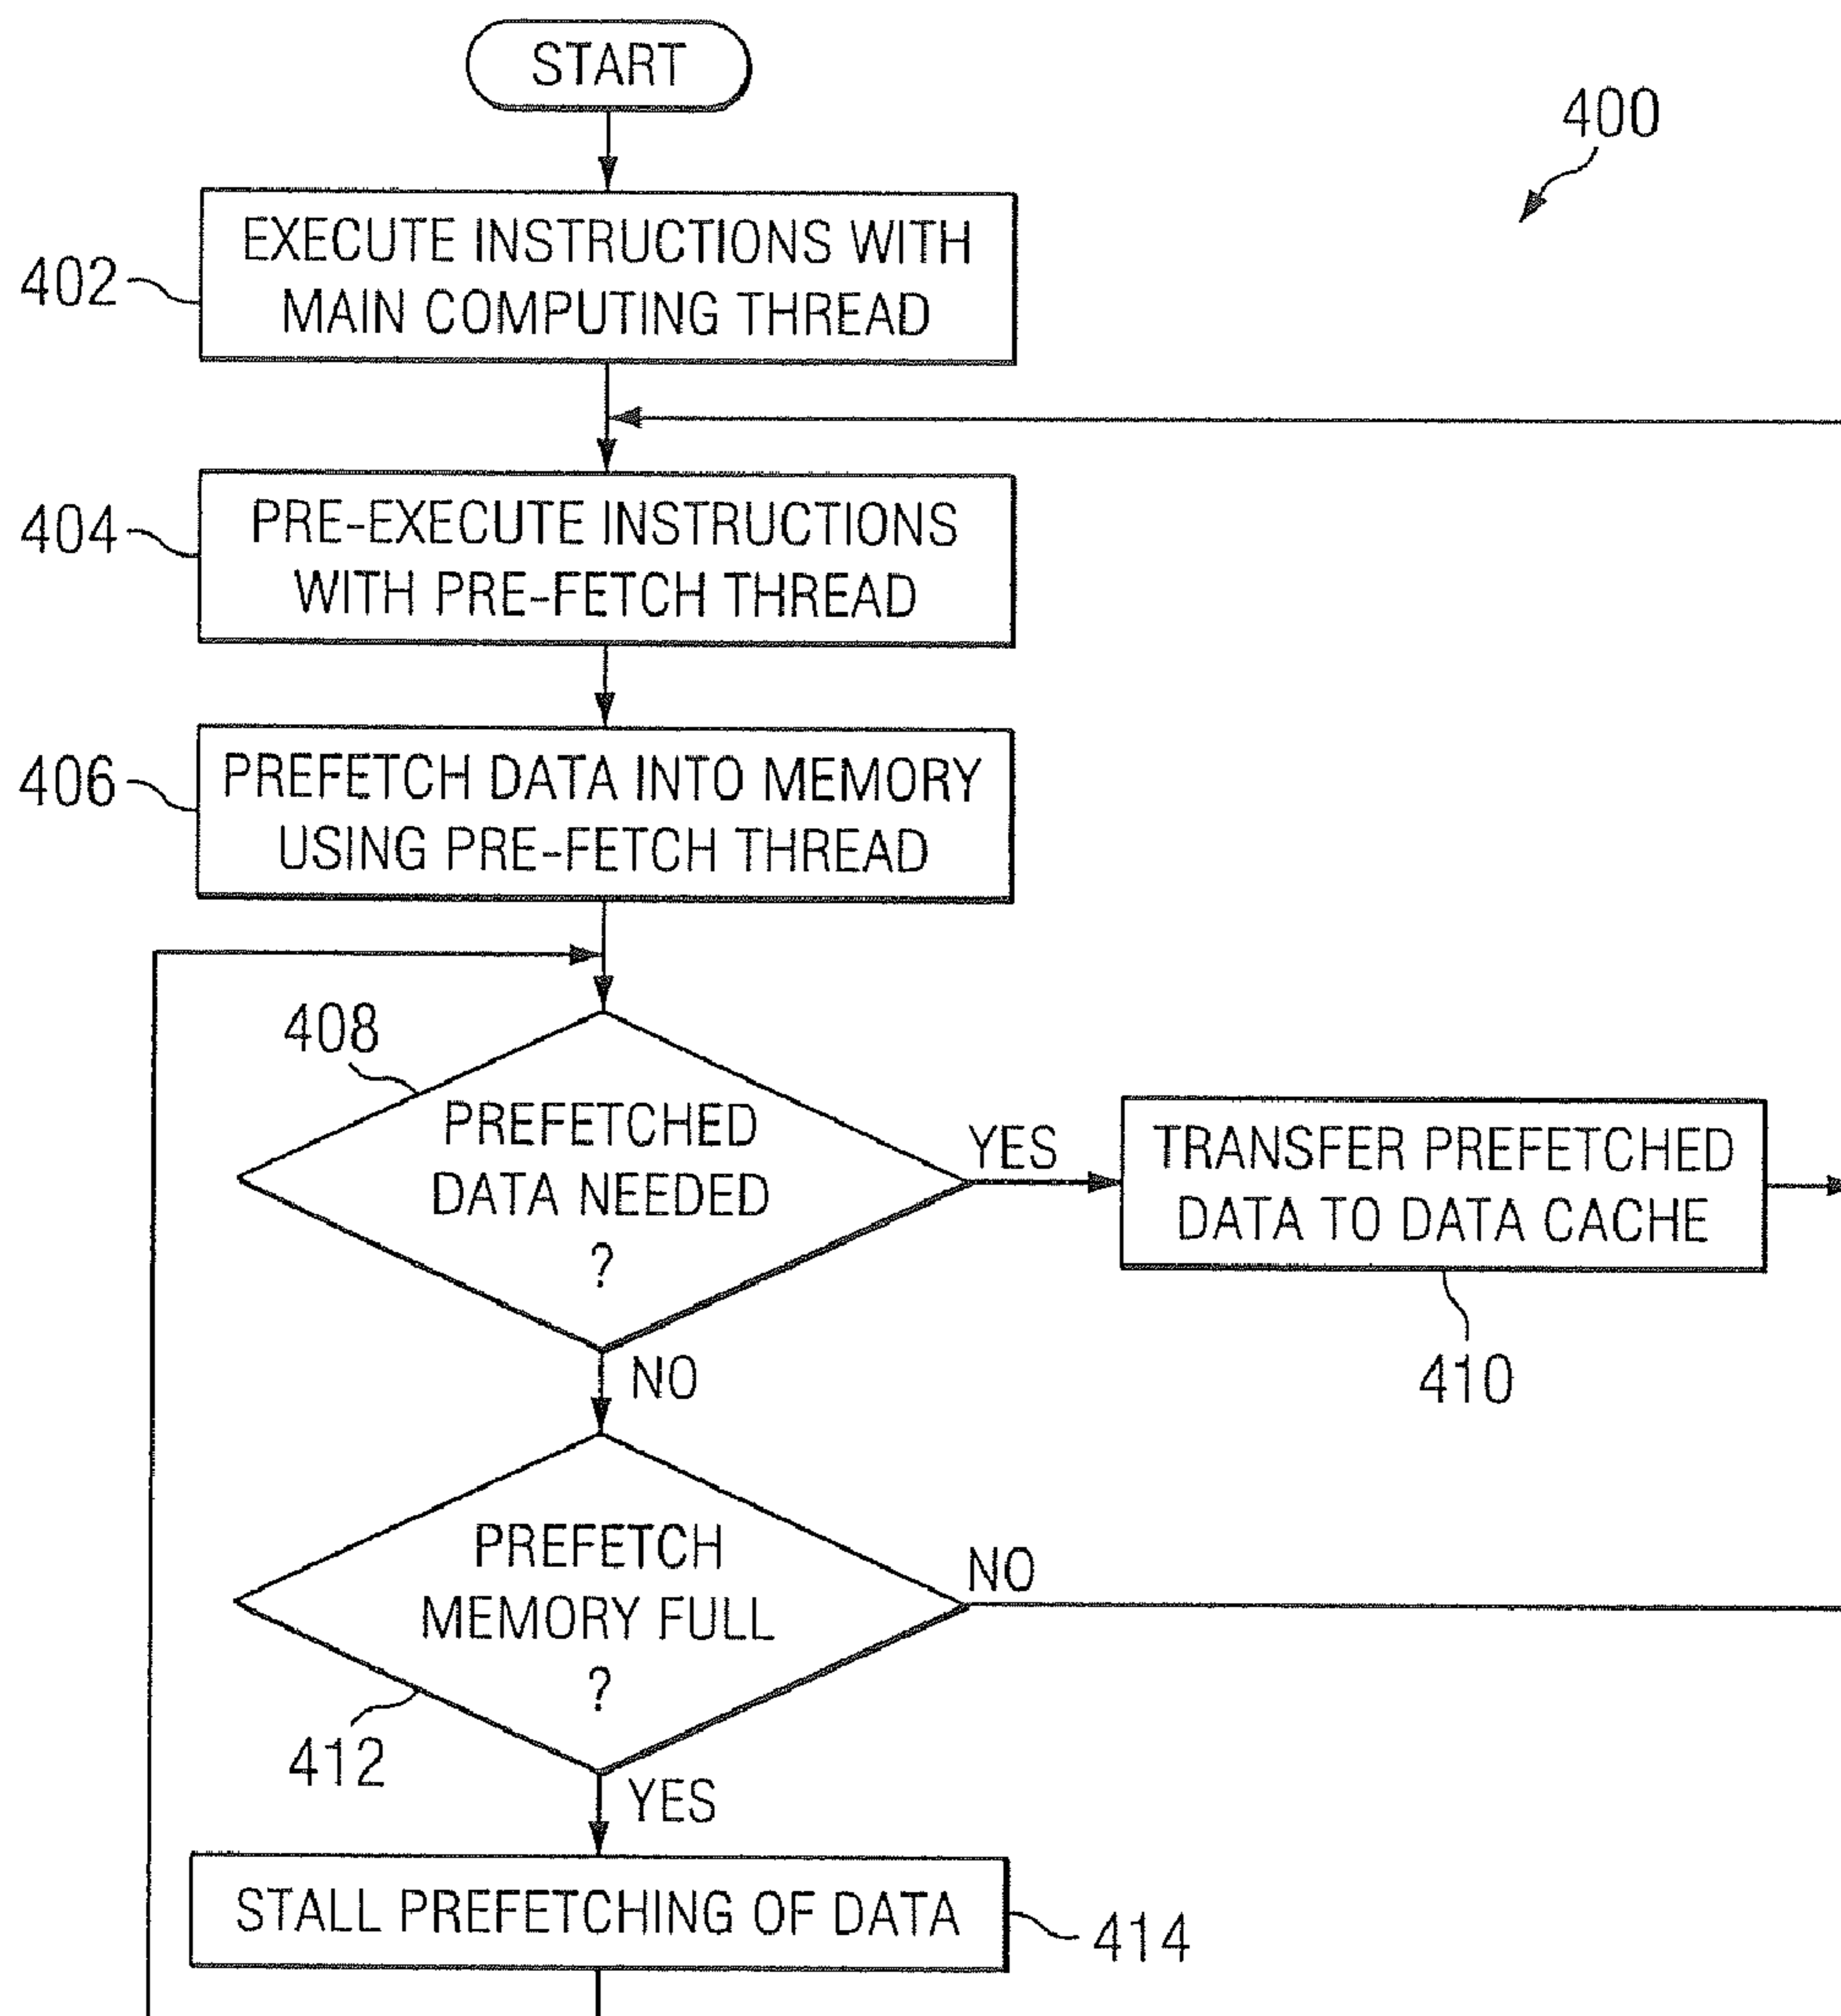 START
400
EXECUTE INSTRUCTIONS WITH
MAIN COMPUTING THREAD
402
PRE-EXECUTE INSTRUCTIONS
WITH PRE-FETCH THREAD
404
PREFETCH DATA INTO MEMORY
USING PRE-FETCH THREAD
406
408
PREFETCHED
DATA NEEDED
?
YES
TRANSFER PREFETCHED
DATA TO DATA CACHE
410
NO
PREFETCH
MEMORY FULL
?
NO
412
YES
STALL PREFETCHING OF DATA
414